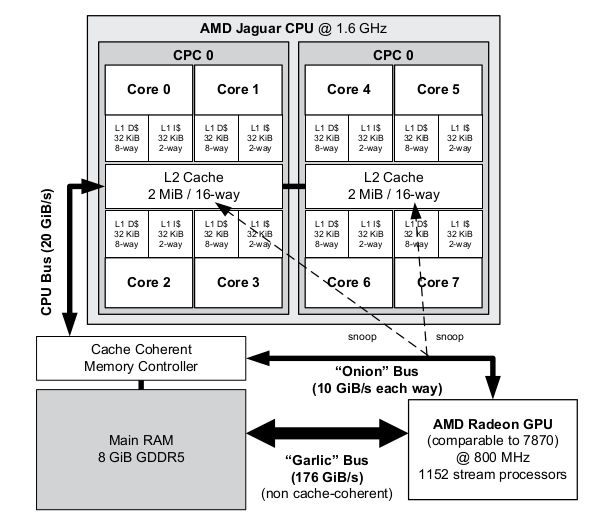 AMD Jaguar CPU @ 1.6 GHz
CPC 0
CPC 0
Core 0
Core 1
Core 4
Core 5
L1 D$
32 KiB
8-way
L1 I$
32 KiB
2-way
L1 D$
32 KiB
8-way
L1 I$
32 KiB
2-way
L1 D$
32 KiB
8-way
L1 I$
32 KiB
2-way
L1 D$
32 KiB
8-way
L1 I$
32 KiB
2-way
L2 Cache
2 MiB / 16-way
L2 Cache
2 MiB / 16-way
L1 D$
32 KiB
8-way
L1 I$
32 KiB
2-way
L1 D$
32 KiB
8-way
L1 I$
32 KiB
2-way
L1 D$
32 KiB
8-way
L1 I$
32 KiB
2-way
L1 D$
32 KiB
8-way
L1 I$
32 KiB
2-way
Core 2
Core 3
Core 6
Core 7
CPU Bus (20 GiB/s)
snoop
snoop
Cache Coherent
Memory Controller
“Onion” Bus
(10 GiB/s each way)
Main RAM
8 GiB GDDR5
“Garlic” Bus
(176 GiB/s)
(non cache-coherent)
AMD Radeon GPU
(comparable to 7870)
@ 800 MHz
1152 stream processors